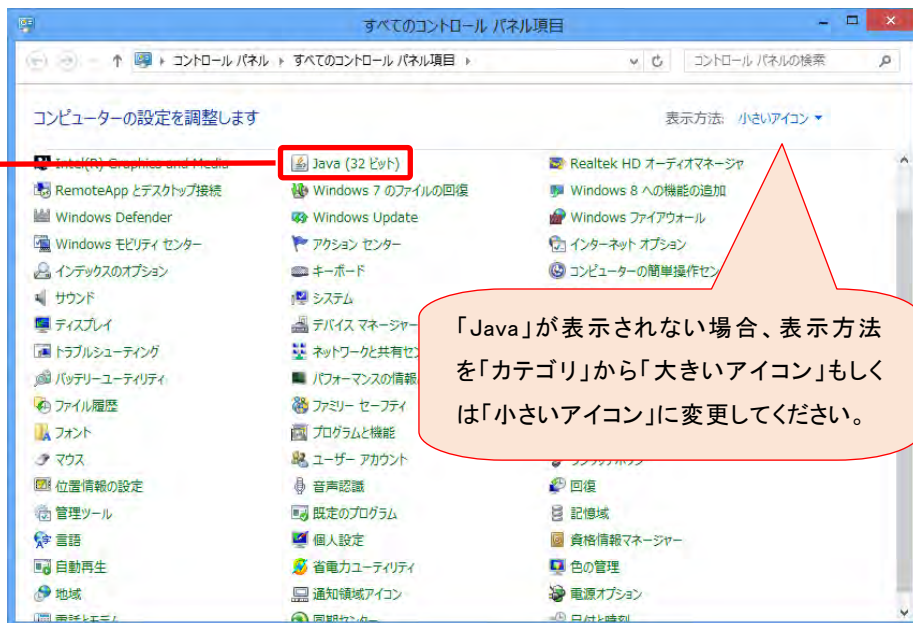 すべてのコントロール パネル項目
コントロール パネル ▸ すべてのコントロール パネル項目 ▸
コントロール パネルの検索
コンピューターの設定を調整します
表示方法: 小さいアイコン
Intel(R) Graphics and Media
Java (32 ビット)
Realtek HD オーディオマネージャ
RemoteApp とデスクトップ接続
Windows 7 のファイルの回復
Windows 8 への機能の追加
Windows Defender
Windows Update
Windows ファイアウォール
Windows モビリティ センター
アクション センター
インターネット オプション
インデックスのオプション
キーボード
コンピューターの簡単操作セン
サウンド
システム
ディスプレイ
デバイス マネージャー
トラブルシューティング
ネットワークと共有セ
バッテリーユーティリティ
パフォーマンスの情報
ファイル履歴
ファミリー セーフティ
フォント
プログラムと機能
マウス
ユーザー アカウント
位置情報の設定
音声認識
回復
管理ツール
既定のプログラム
記憶域
言語
個人設定
資格情報マネージャー
自動再生
省電力ユーティリティ
色の管理
地域
通知領域アイコン
電源オプション
電話とモデム
同期センター
日付と時刻
「Java」が表示されない場合、表示方法
を「カテゴリ」から「大きいアイコン」もしく
は「小さいアイコン」に変更してください。